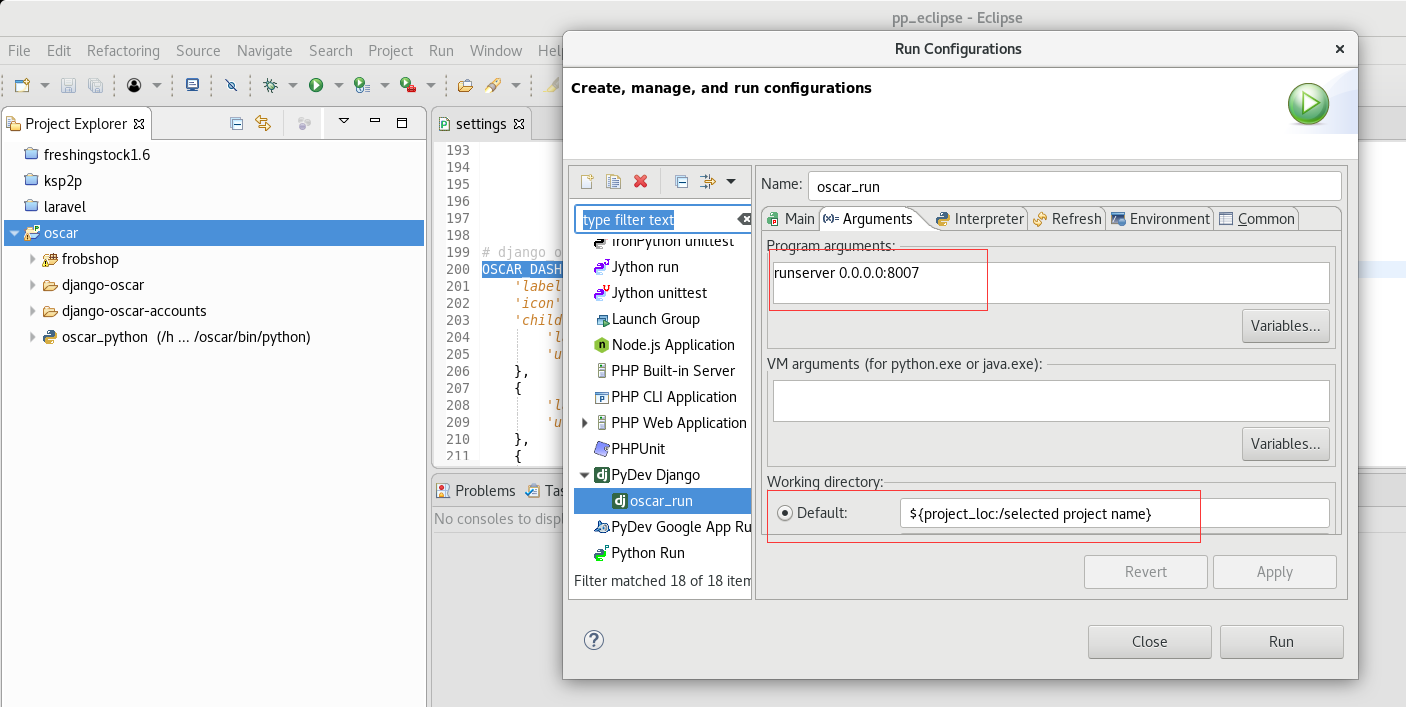 pp_eclipse - Eclipse
File Edit Refactoring Source Navigate Search Project Run Window
Run Configurations
Create, manage, and run configurations
Project Explorer
freshingstock1.6
ksp2p
laravel
oscar
frobshop
django-oscar
django-oscar-accounts
oscar_python (/h ... /oscar/bin/python)
settings
193
194
195
196
197
198
199 # django o
200 OSCAR_DASH
201 'label
202 'icon'
203 'child
204 'l
205 'u
206 },
207 {
208 'l
209 'u
210 },
211 {
Problems Tas
No consoles to displ
type filter text
IronPython unittest
Jython run
Jython unittest
Launch Group
Node.js Application
PHP Built-in Server
PHP CLI Application
PHP Web Application
PHPUnit
PyDev Django
oscar_run
PyDev Google App Ru
Python Run
Filter matched 18 of 18 item
Name: oscar_run
Main (x)= Arguments Interpreter Refresh Environment Common
Program arguments:
runserver 0.0.0.0:8007
Variables...
VM arguments (for python.exe or java.exe):
Variables...
Working directory:
Default: ${project_loc:/selected project name}
Revert Apply
Close Run